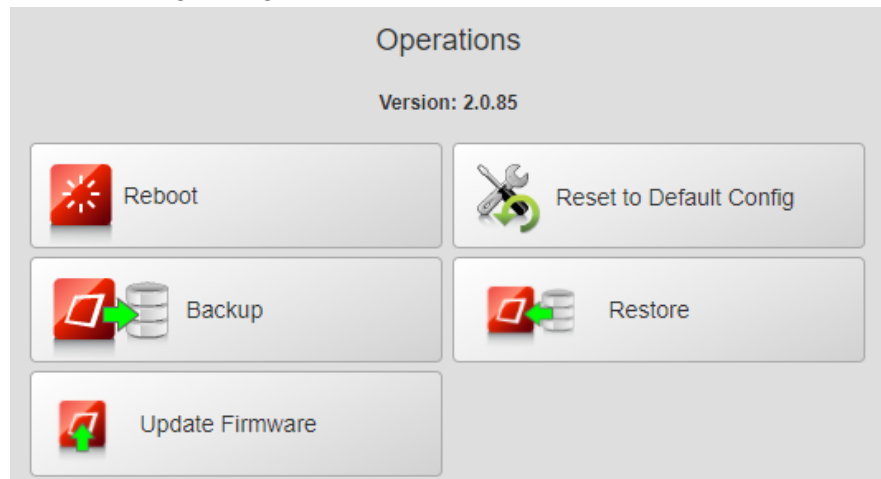 Operations
Version: 2.0.85
Reboot
Reset to Default Config
Backup
Restore
Update Firmware